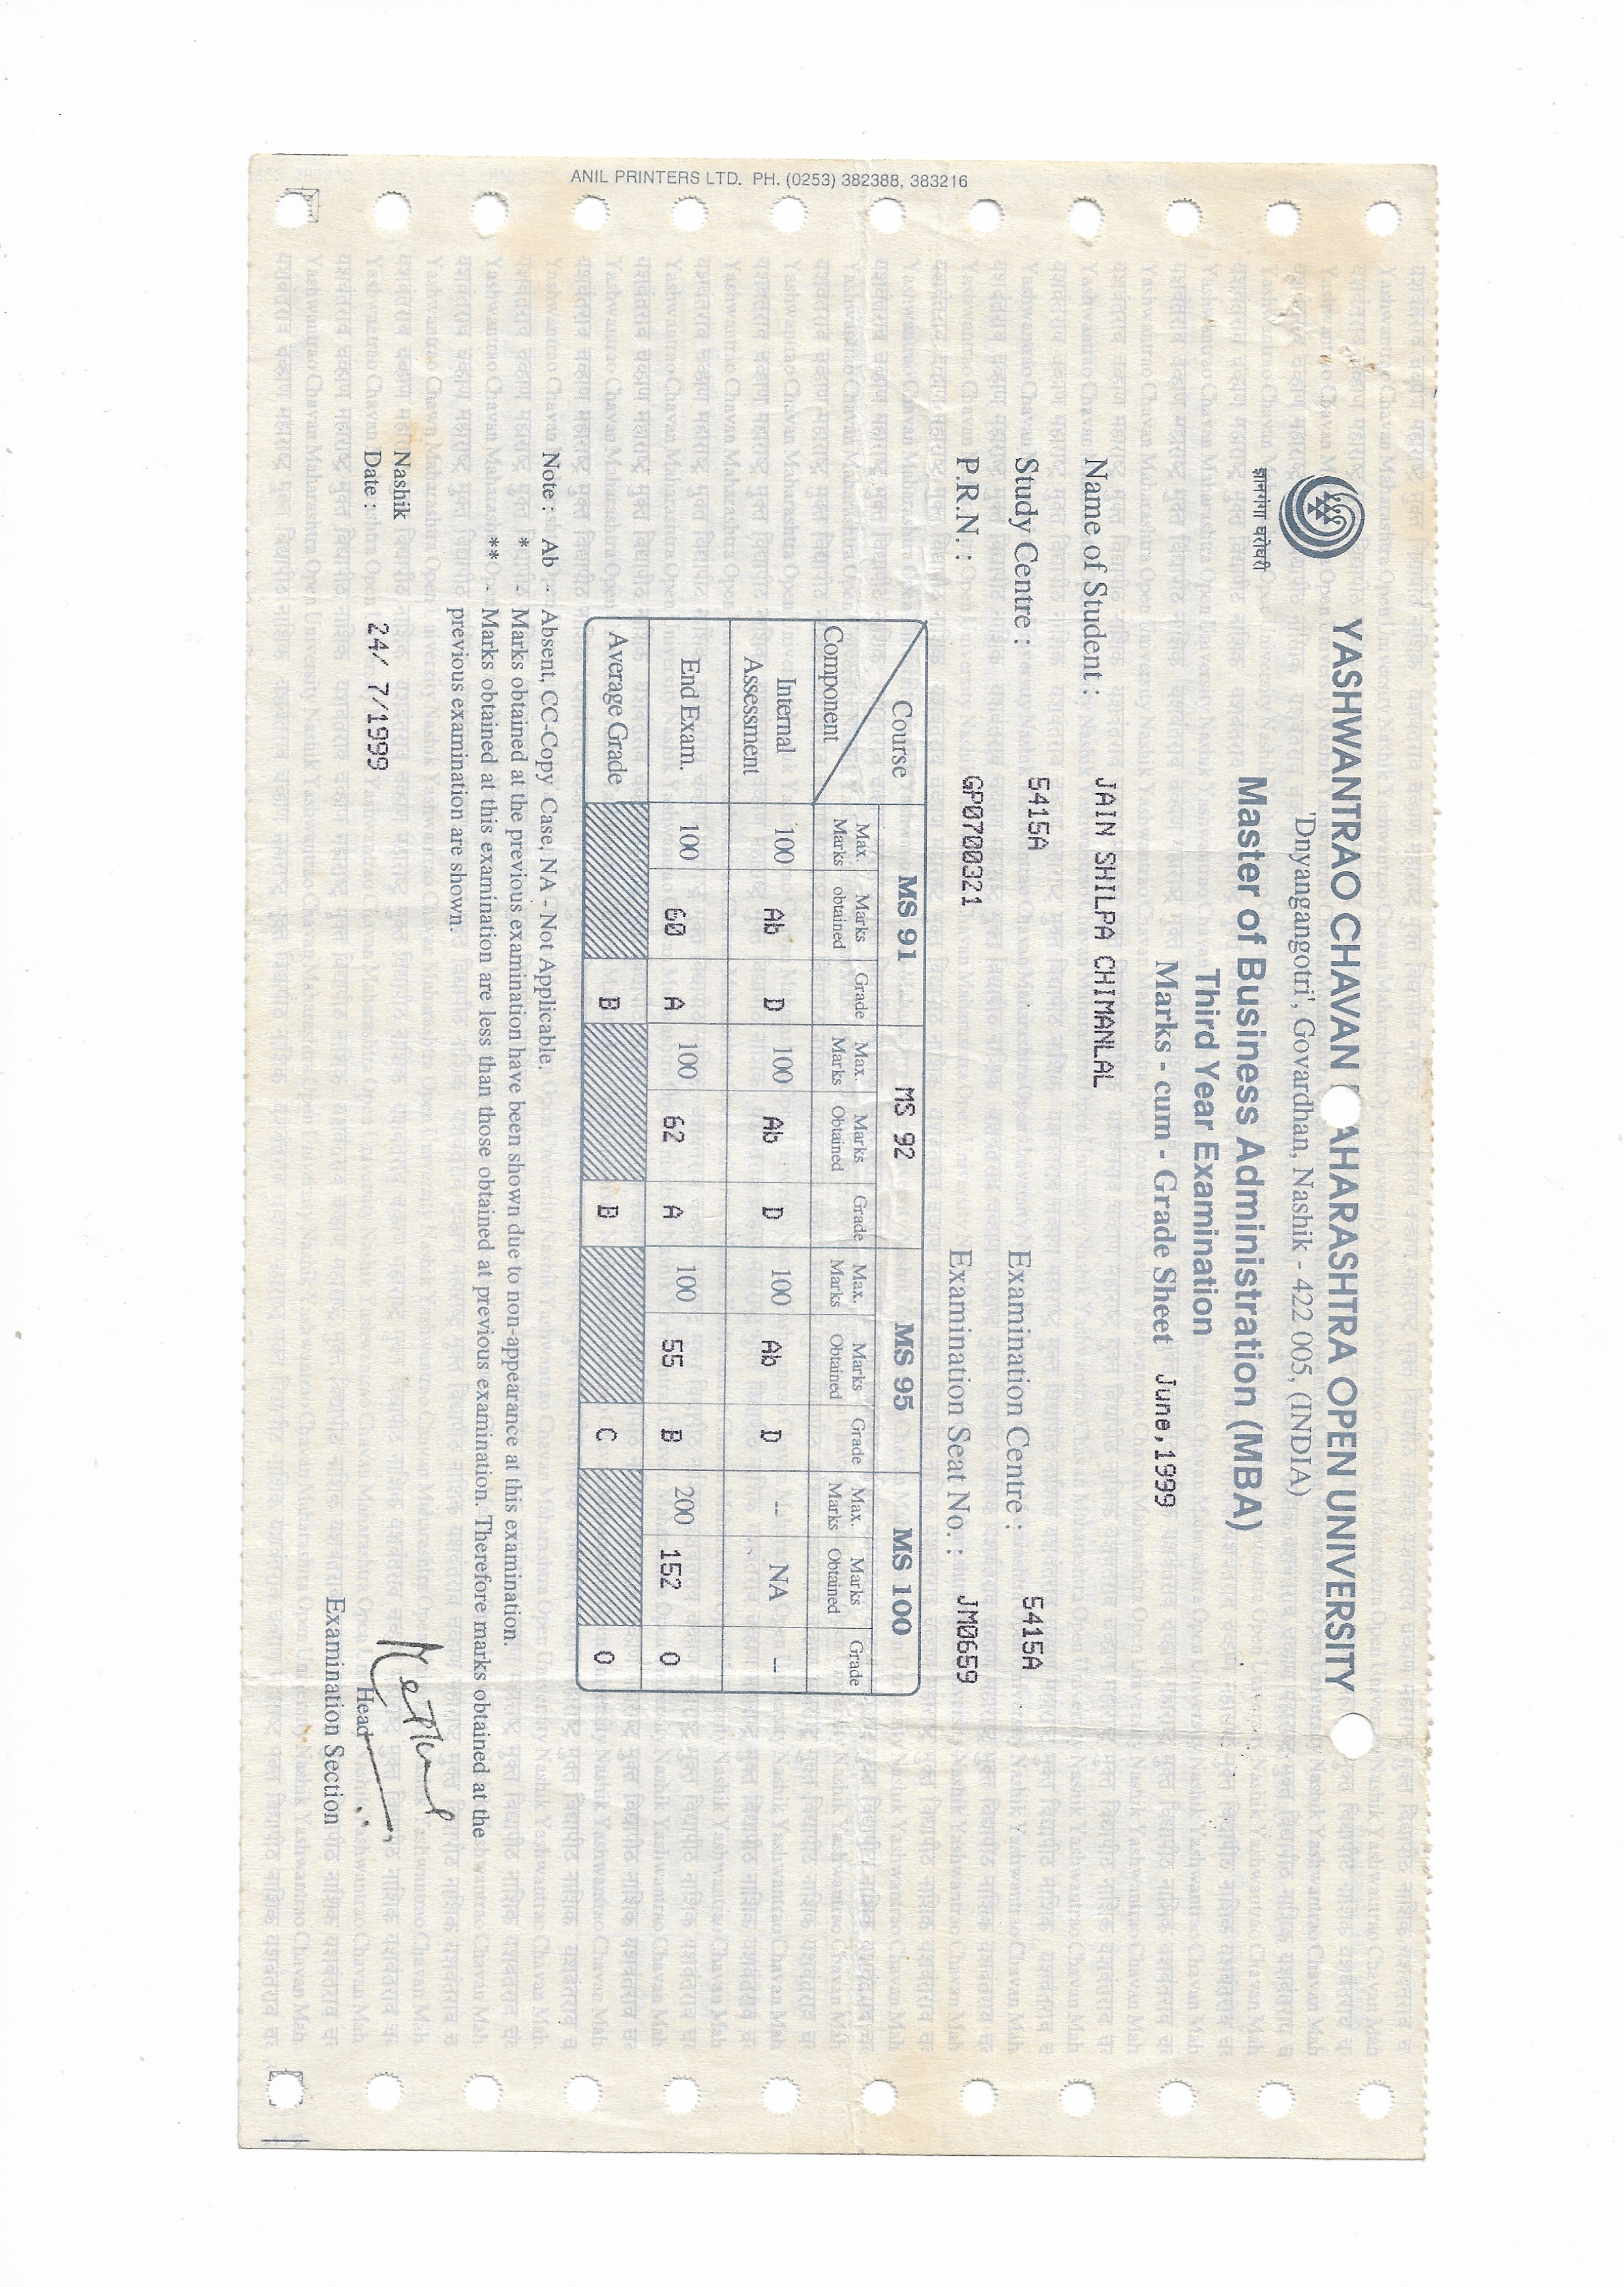 ANIL PRINTERS LTD. PH. (0253) 382388, 383216
ज्ञानगंगा घरोघरी
YASHWANTRAO CHAVAN AHARASHTRA OPEN UNIVERSITY
'Dnyangangotri', Govardhan, Nashik - 422 005, (INDIA)
Master of Business Administration (MBA)
Third Year Examination
Marks - cum - Grade Sheet June,1999
Name of Student : JAIN SHILPA CHIMANLAL
Study Centre : 5415A Examination Centre : 5415A
P.R.N. : GP0700321 Examination Seat No. : JM0659
Course MS 91 MS 92 MS 95 MS 100
Component Max. Marks Marks obtained Grade Max. Marks Marks Obtained Grade Max. Marks Marks Obtained Grade Max. Marks Marks Obtained Grade
Internal Assessment 100 Ab D 100 Ab D 100 Ab D -- NA --
End Exam. 100 60 A 100 62 A 100 55 B 200 152 O
Average Grade B B C O
Note : Ab - Absent, CC-Copy Case, NA - Not Applicable.
* - Marks obtained at the previous examination have been shown due to non-appearance at this examination.
** - Marks obtained at this examination are less than those obtained at previous examination. Therefore marks obtained at the
previous examination are shown.
Nashik
Date : 24/ 7/1999
Head
Examination Section